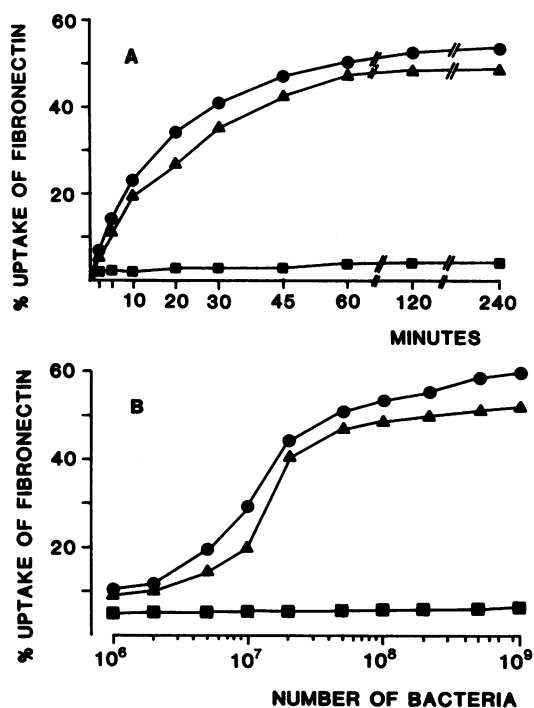 % UPTAKE OF FIBRONECTIN
A
60
40
20
10 20 30 45 60 120 240
MINUTES
% UPTAKE OF FIBRONECTIN
B
60
40
20
10⁶ 10⁷ 10⁸ 10⁹
NUMBER OF BACTERIA